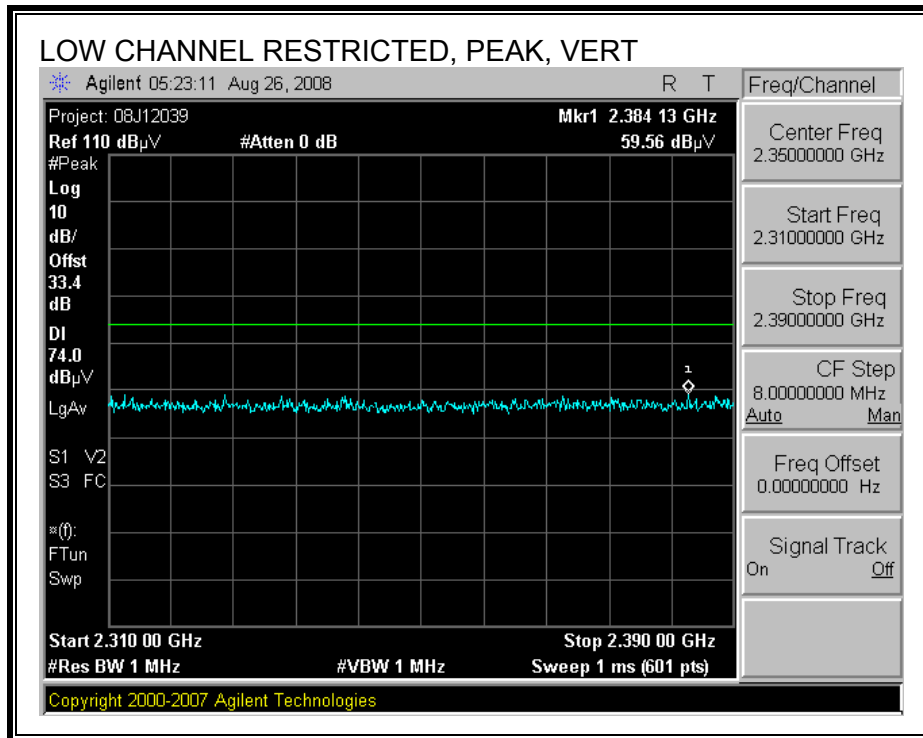 LOW CHANNEL RESTRICTED, PEAK, VERT
Agilent 05:23:11 Aug 26, 2008 R T
Freq/Channel
Project: 08J12039 Mkr1 2.384 13 GHz
Ref 110 dBµV #Atten 0 dB 59.56 dBµV
#Peak
Log
10
dB/
Offst
33.4
dB
DI
74.0
dBµV
LgAv
S1 V2
S3 FC
¤(f):
FTun
Swp
1
Start 2.310 00 GHz Stop 2.390 00 GHz
#Res BW 1 MHz #VBW 1 MHz Sweep 1 ms (601 pts)
Center Freq
2.35000000 GHz
Start Freq
2.31000000 GHz
Stop Freq
2.39000000 GHz
CF Step
8.00000000 MHz
Auto Man
Freq Offset
0.00000000 Hz
Signal Track
On Off
Copyright 2000-2007 Agilent Technologies